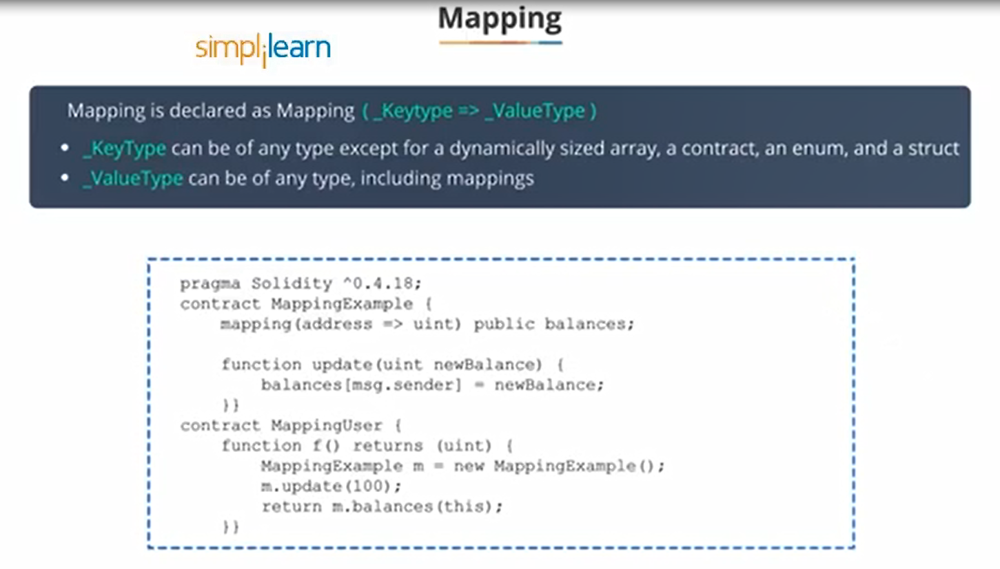 Mapping
simplilearn
Mapping is declared as Mapping ( _Keytype => _ValueType )
• _KeyType can be of any type except for a dynamically sized array, a contract, an enum, and a struct
• _ValueType can be of any type, including mappings
pragma Solidity ^0.4.18;
contract MappingExample {
    mapping(address => uint) public balances;
    function update(uint newBalance) {
        balances[msg.sender] = newBalance;
    }}
contract MappingUser {
    function f() returns (uint) {
        MappingExample m = new MappingExample();
        m.update(100);
        return m.balances(this);
    }}